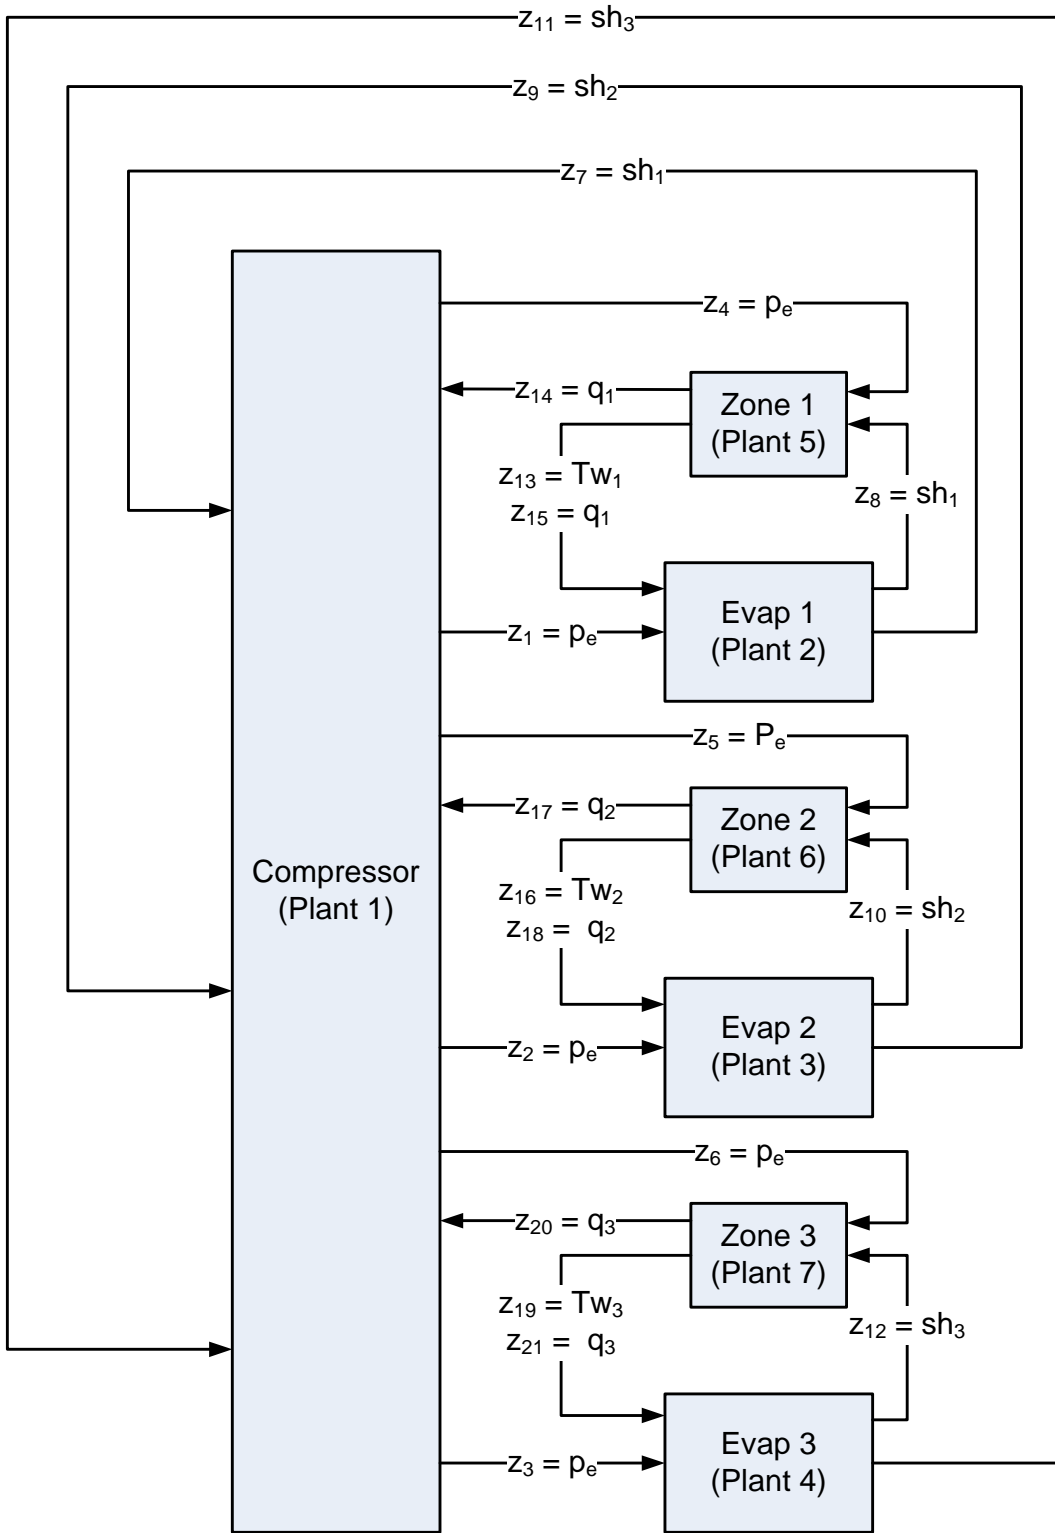 z₁₁ = sh₃
z₉ = sh₂
z₇ = sh₁
z₄ = pₑ
z₁₄ = q₁
Zone 1
(Plant 5)
z₁₃ = Tw₁
z₁₅ = q₁
z₈ = sh₁
Evap 1
(Plant 2)
z₁ = pₑ
z₅ = Pₑ
z₁₇ = q₂
Zone 2
(Plant 6)
Compressor
(Plant 1)
z₁₆ = Tw₂
z₁₈ = q₂
z₁₀ = sh₂
Evap 2
(Plant 3)
z₂ = pₑ
z₆ = pₑ
z₂₀ = q₃
Zone 3
(Plant 7)
z₁₉ = Tw₃
z₂₁ = q₃
z₁₂ = sh₃
Evap 3
(Plant 4)
z₃ = pₑ